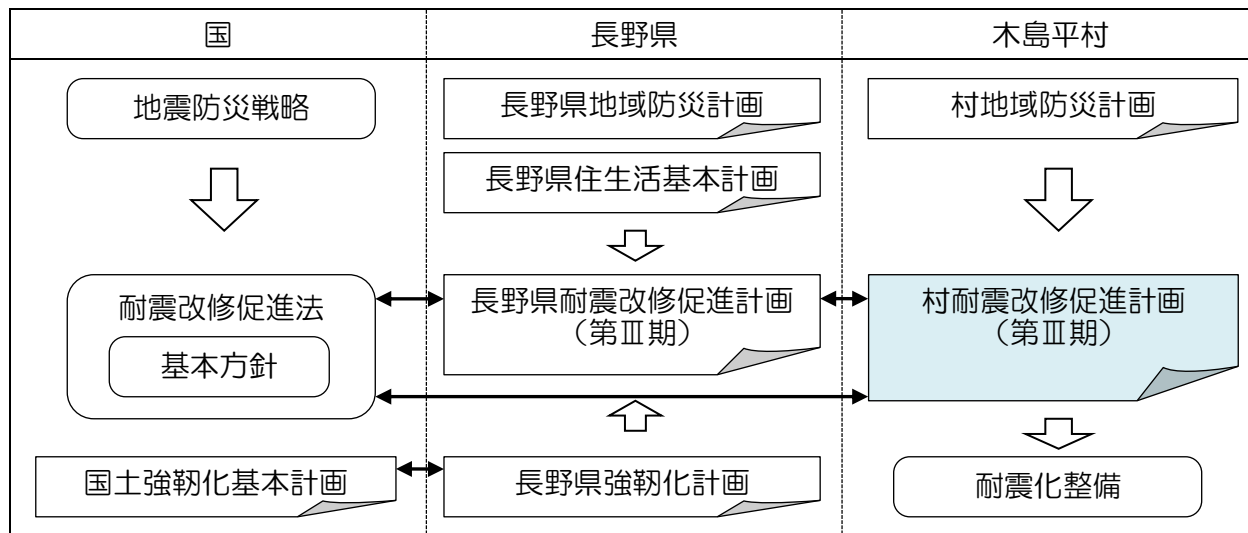 国
長野県
木島平村
地震防災戦略
長野県地域防災計画
村地域防災計画
長野県住生活基本計画
耐震改修促進法
基本方針
長野県耐震改修促進計画
（第Ⅲ期）
村耐震改修促進計画
（第Ⅲ期）
国土強靭化基本計画
長野県強靭化計画
耐震化整備